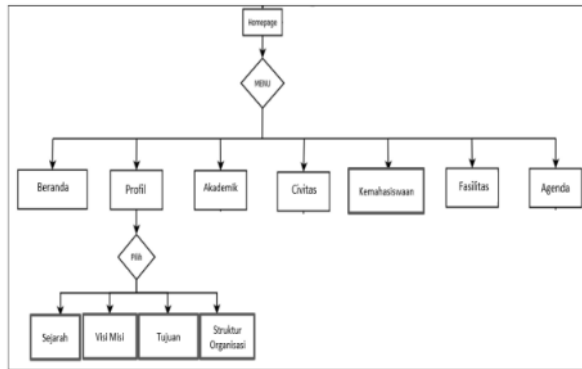 Homepage
MENU
Beranda
Profil
Akademik
Civitas
Kemahasiswaan
Fasilitas
Agenda
Pilih
Sejarah
Visi Misi
Tujuan
Struktur
Organisasi